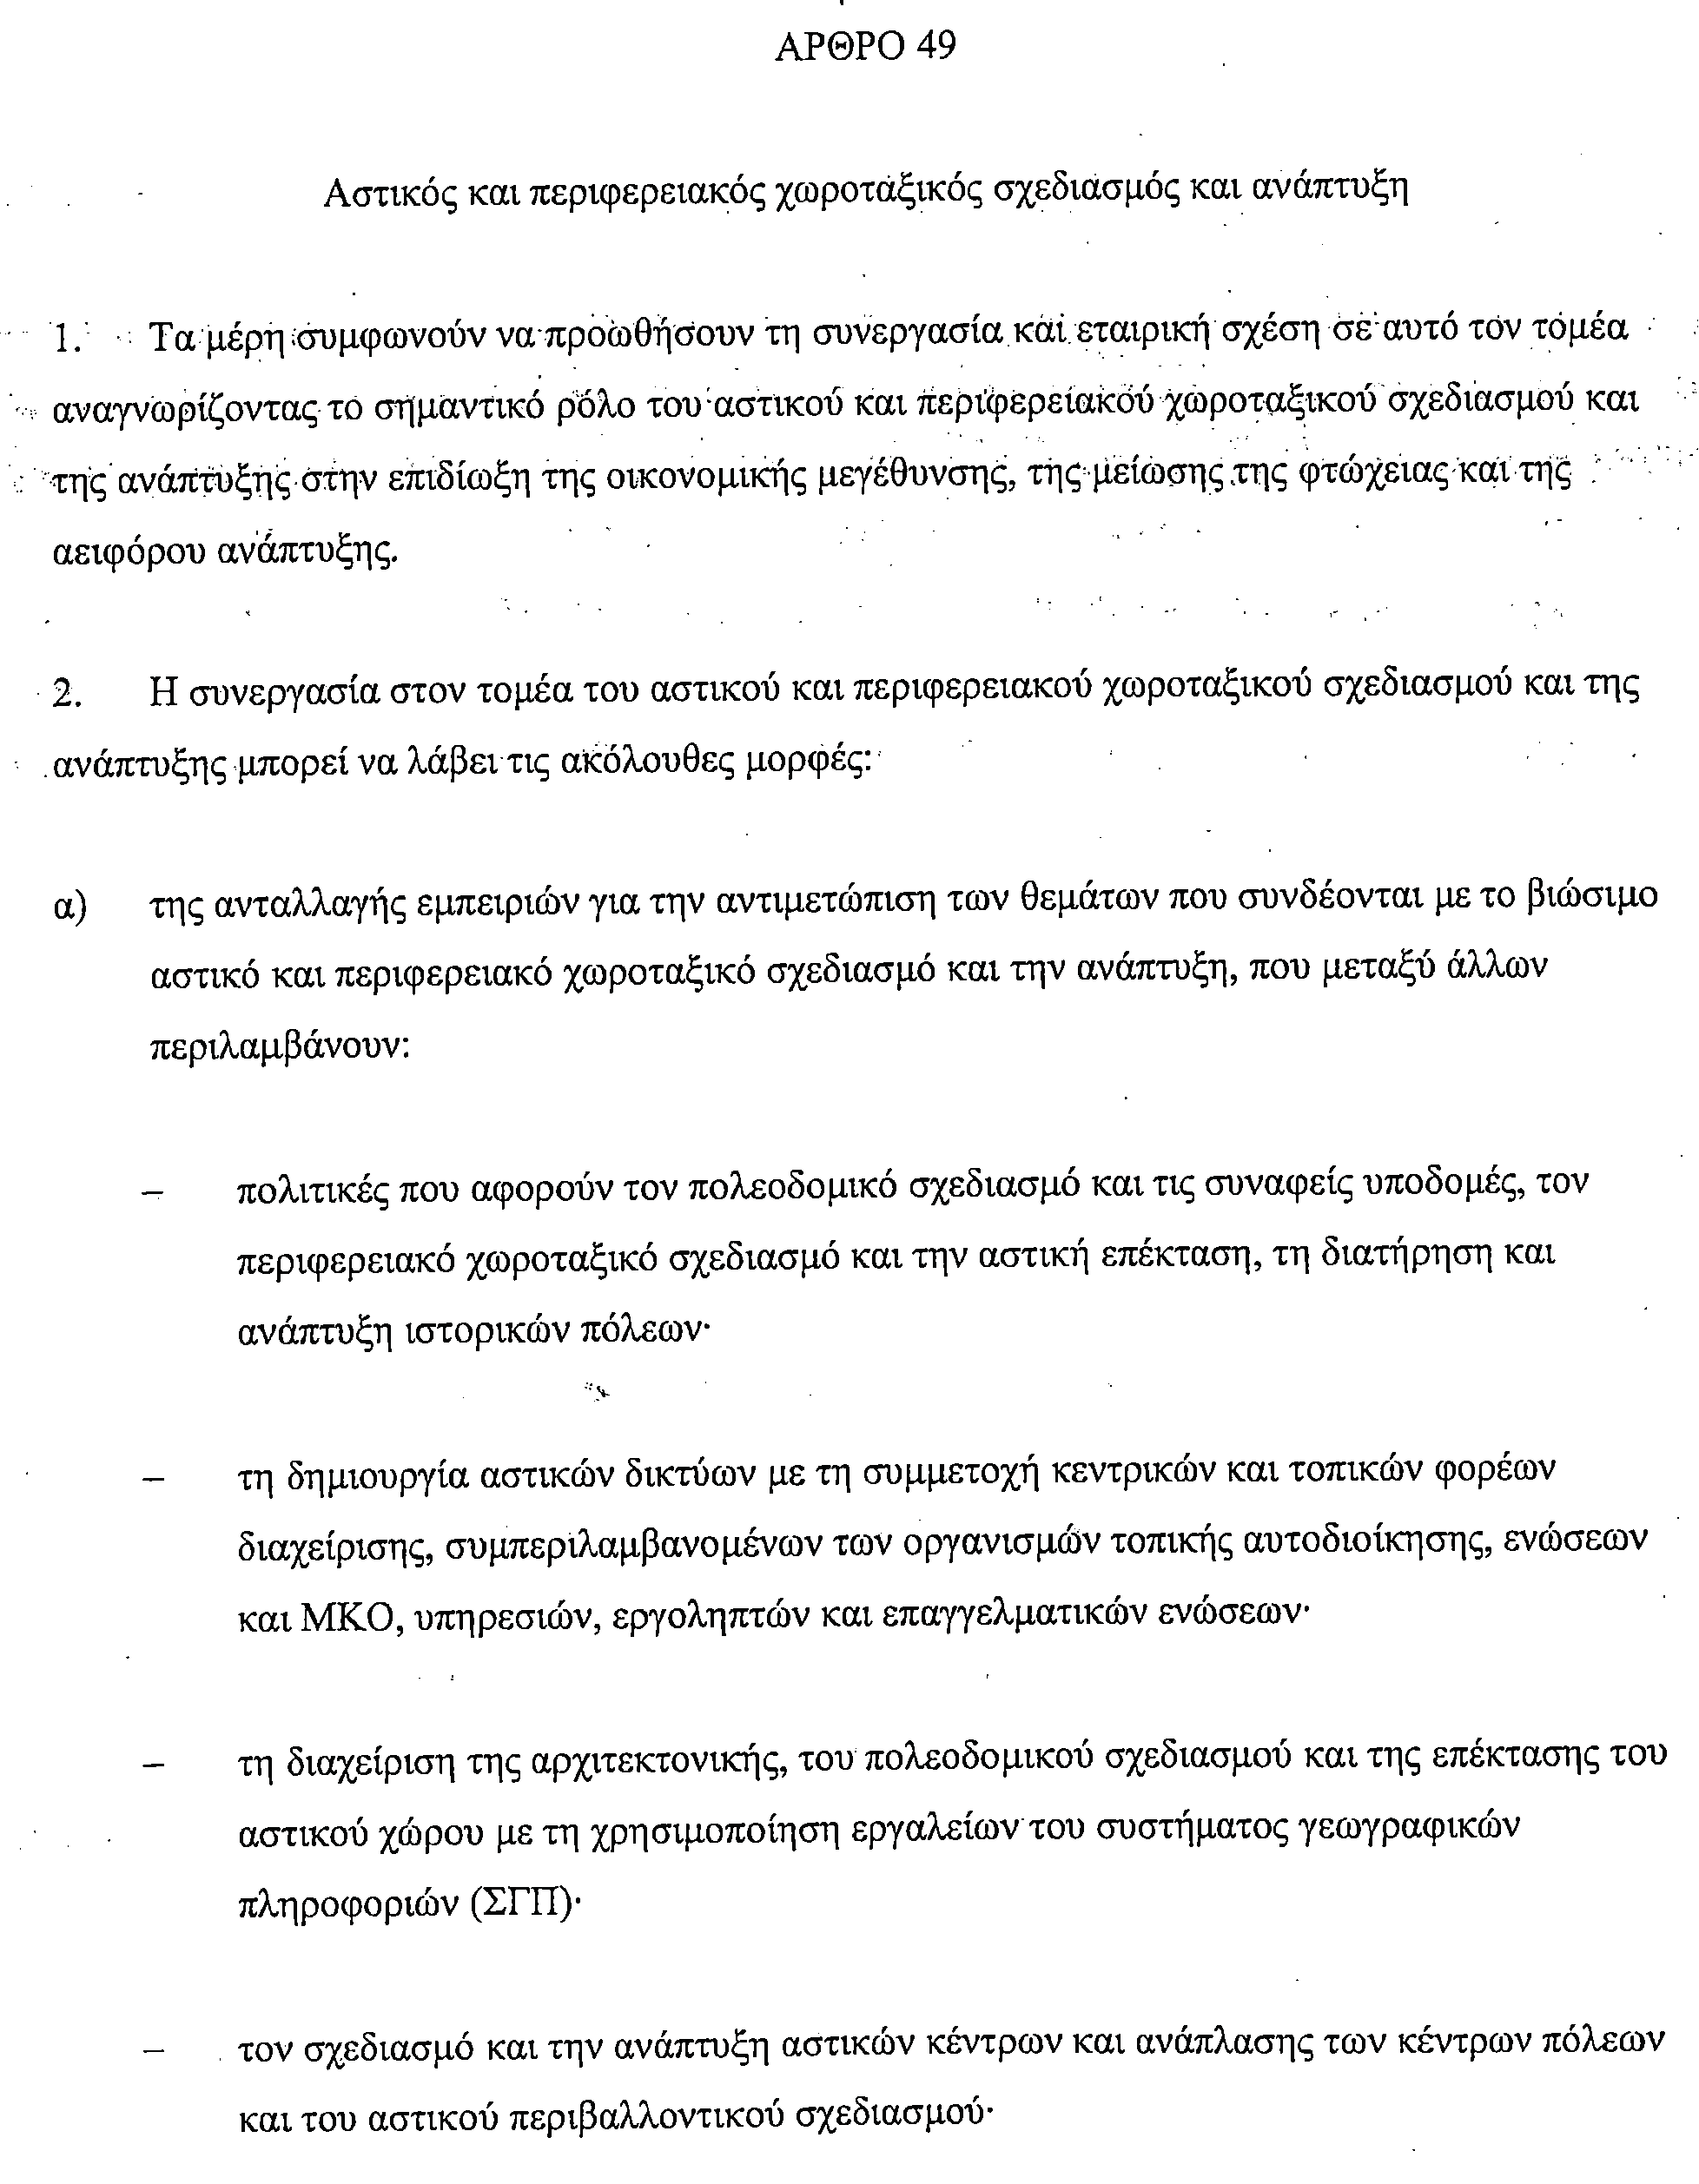 ΑΡΘΡΟ 49
Αστικός και περιφερειακός χωροταξικός σχεδιασμός και ανάπτυξη
1. Τα μέρη συμφωνούν να προωθήσουν τη συνεργασία και εταιρική σχέση σε αυτό τον τομέα
αναγνωρίζοντας το σημαντικό ρόλο του αστικού και περιφερειακού χωροταξικού σχεδιασμού και
της ανάπτυξης στην επιδίωξη της οικονομικής μεγέθυνσης, της μείωσης της φτώχειας και της
αειφόρου ανάπτυξης.
2. Η συνεργασία στον τομέα του αστικού και περιφερειακού χωροταξικού σχεδιασμού και της
ανάπτυξης μπορεί να λάβει τις ακόλουθες μορφές:
α) της ανταλλαγής εμπειριών για την αντιμετώπιση των θεμάτων που συνδέονται με το βιώσιμο
αστικό και περιφερειακό χωροταξικό σχεδιασμό και την ανάπτυξη, που μεταξύ άλλων
περιλαμβάνουν:
– πολιτικές που αφορούν τον πολεοδομικό σχεδιασμό και τις συναφείς υποδομές, τον
περιφερειακό χωροταξικό σχεδιασμό και την αστική επέκταση, τη διατήρηση και
ανάπτυξη ιστορικών πόλεων·
– τη δημιουργία αστικών δικτύων με τη συμμετοχή κεντρικών και τοπικών φορέων
διαχείρισης, συμπεριλαμβανομένων των οργανισμών τοπικής αυτοδιοίκησης, ενώσεων
και ΜΚΟ, υπηρεσιών, εργοληπτών και επαγγελματικών ενώσεων·
– τη διαχείριση της αρχιτεκτονικής, του πολεοδομικού σχεδιασμού και της επέκτασης του
αστικού χώρου με τη χρησιμοποίηση εργαλείων του συστήματος γεωγραφικών
πληροφοριών (ΣΓΠ)·
– τον σχεδιασμό και την ανάπτυξη αστικών κέντρων και ανάπλασης των κέντρων πόλεων
και του αστικού περιβαλλοντικού σχεδιασμού·